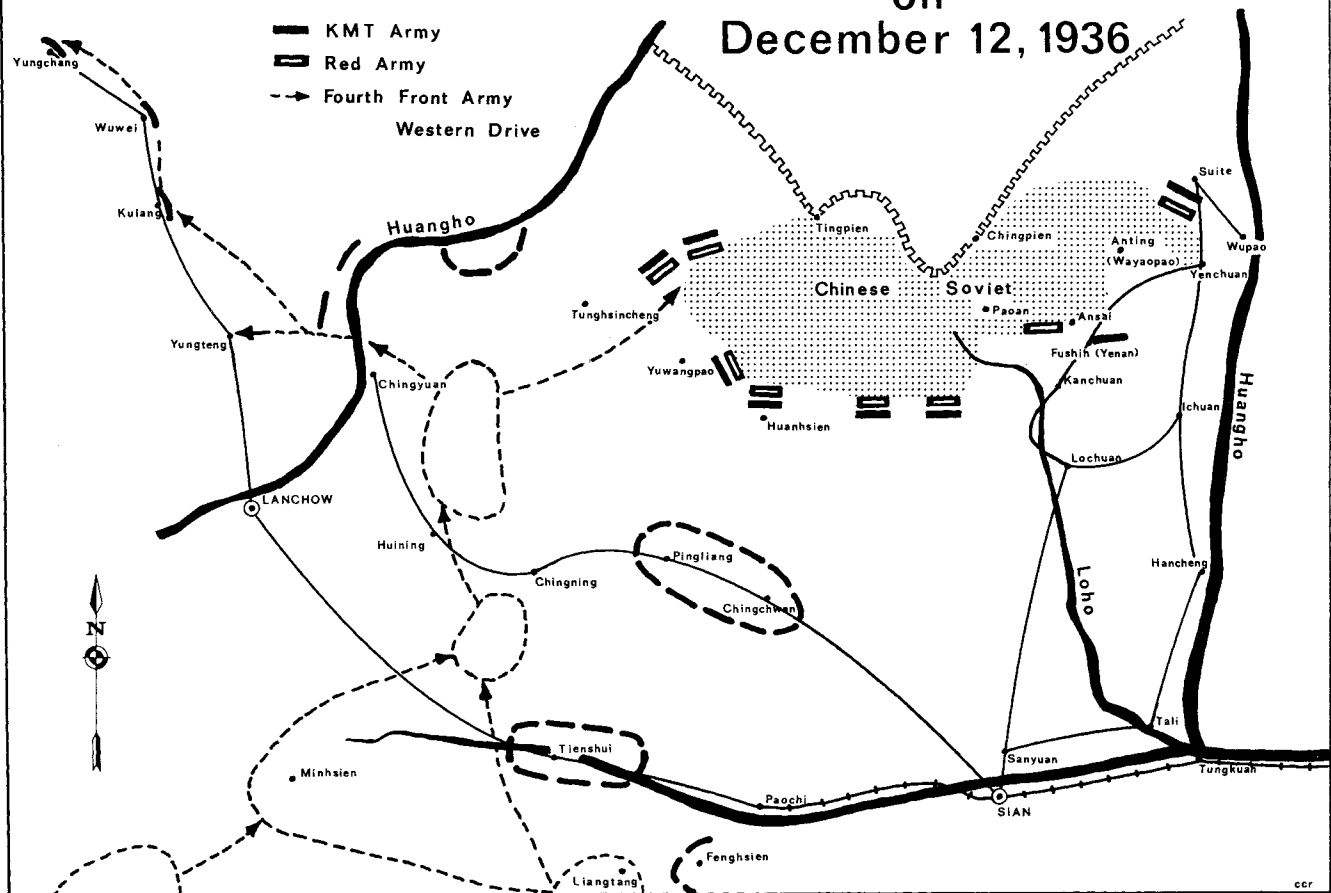 on
December 12, 1936
KMT Army
Red Army
Fourth Front Army
Western Drive
Yungchang
Wuwei
Kulang
Huangho
Suite
Tingpien
Chingpien
Anting
(Wayaopao)
Wupao
Yenchuan
Chinese Soviet
Paoan
Ansai
Tunghsincheng
Yungteng
Fushih (Yenan)
Yuwangpao
Kanchuan
Chingyuan
Huangho
Ichuan
Huanhsien
Lochuan
LANCHOW
Huining
Pingliang
Hancheng
Chingning
Loho
Chingchwan
N
Tali
Tienshui
Sanyuan
Tungkuan
Minhsien
Paochi
SIAN
Fenghsien
Liangtang
ccr